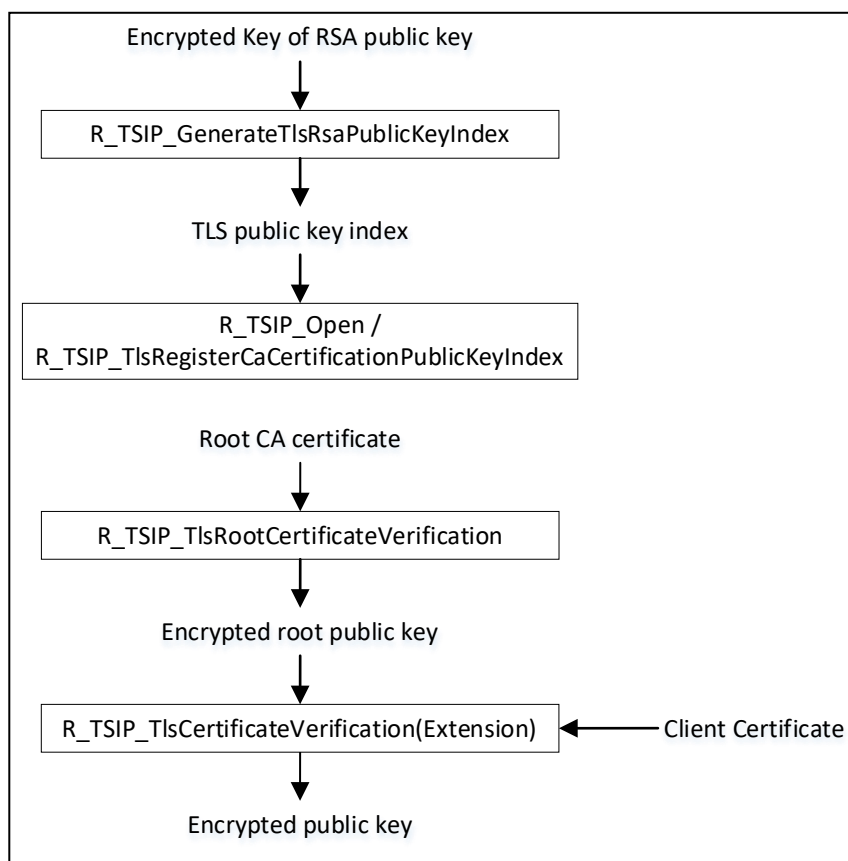 Encrypted Key of RSA public key
R_TSIP_GenerateTlsRsaPublicKeyIndex
TLS public key index
R_TSIP_Open /
R_TSIP_TlsRegisterCaCertificationPublicKeyIndex
Root CA certificate
R_TSIP_TlsRootCertificateVerification
Encrypted root public key
R_TSIP_TlsCertificateVerification(Extension)
Client Certificate
Encrypted public key